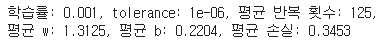 학습률: 0.001, tolerance: 1e-06, 평균 반복 횟수: 125,
평균 w: 1.3125, 평균 b: 0.2204, 평균 손실: 0.3453